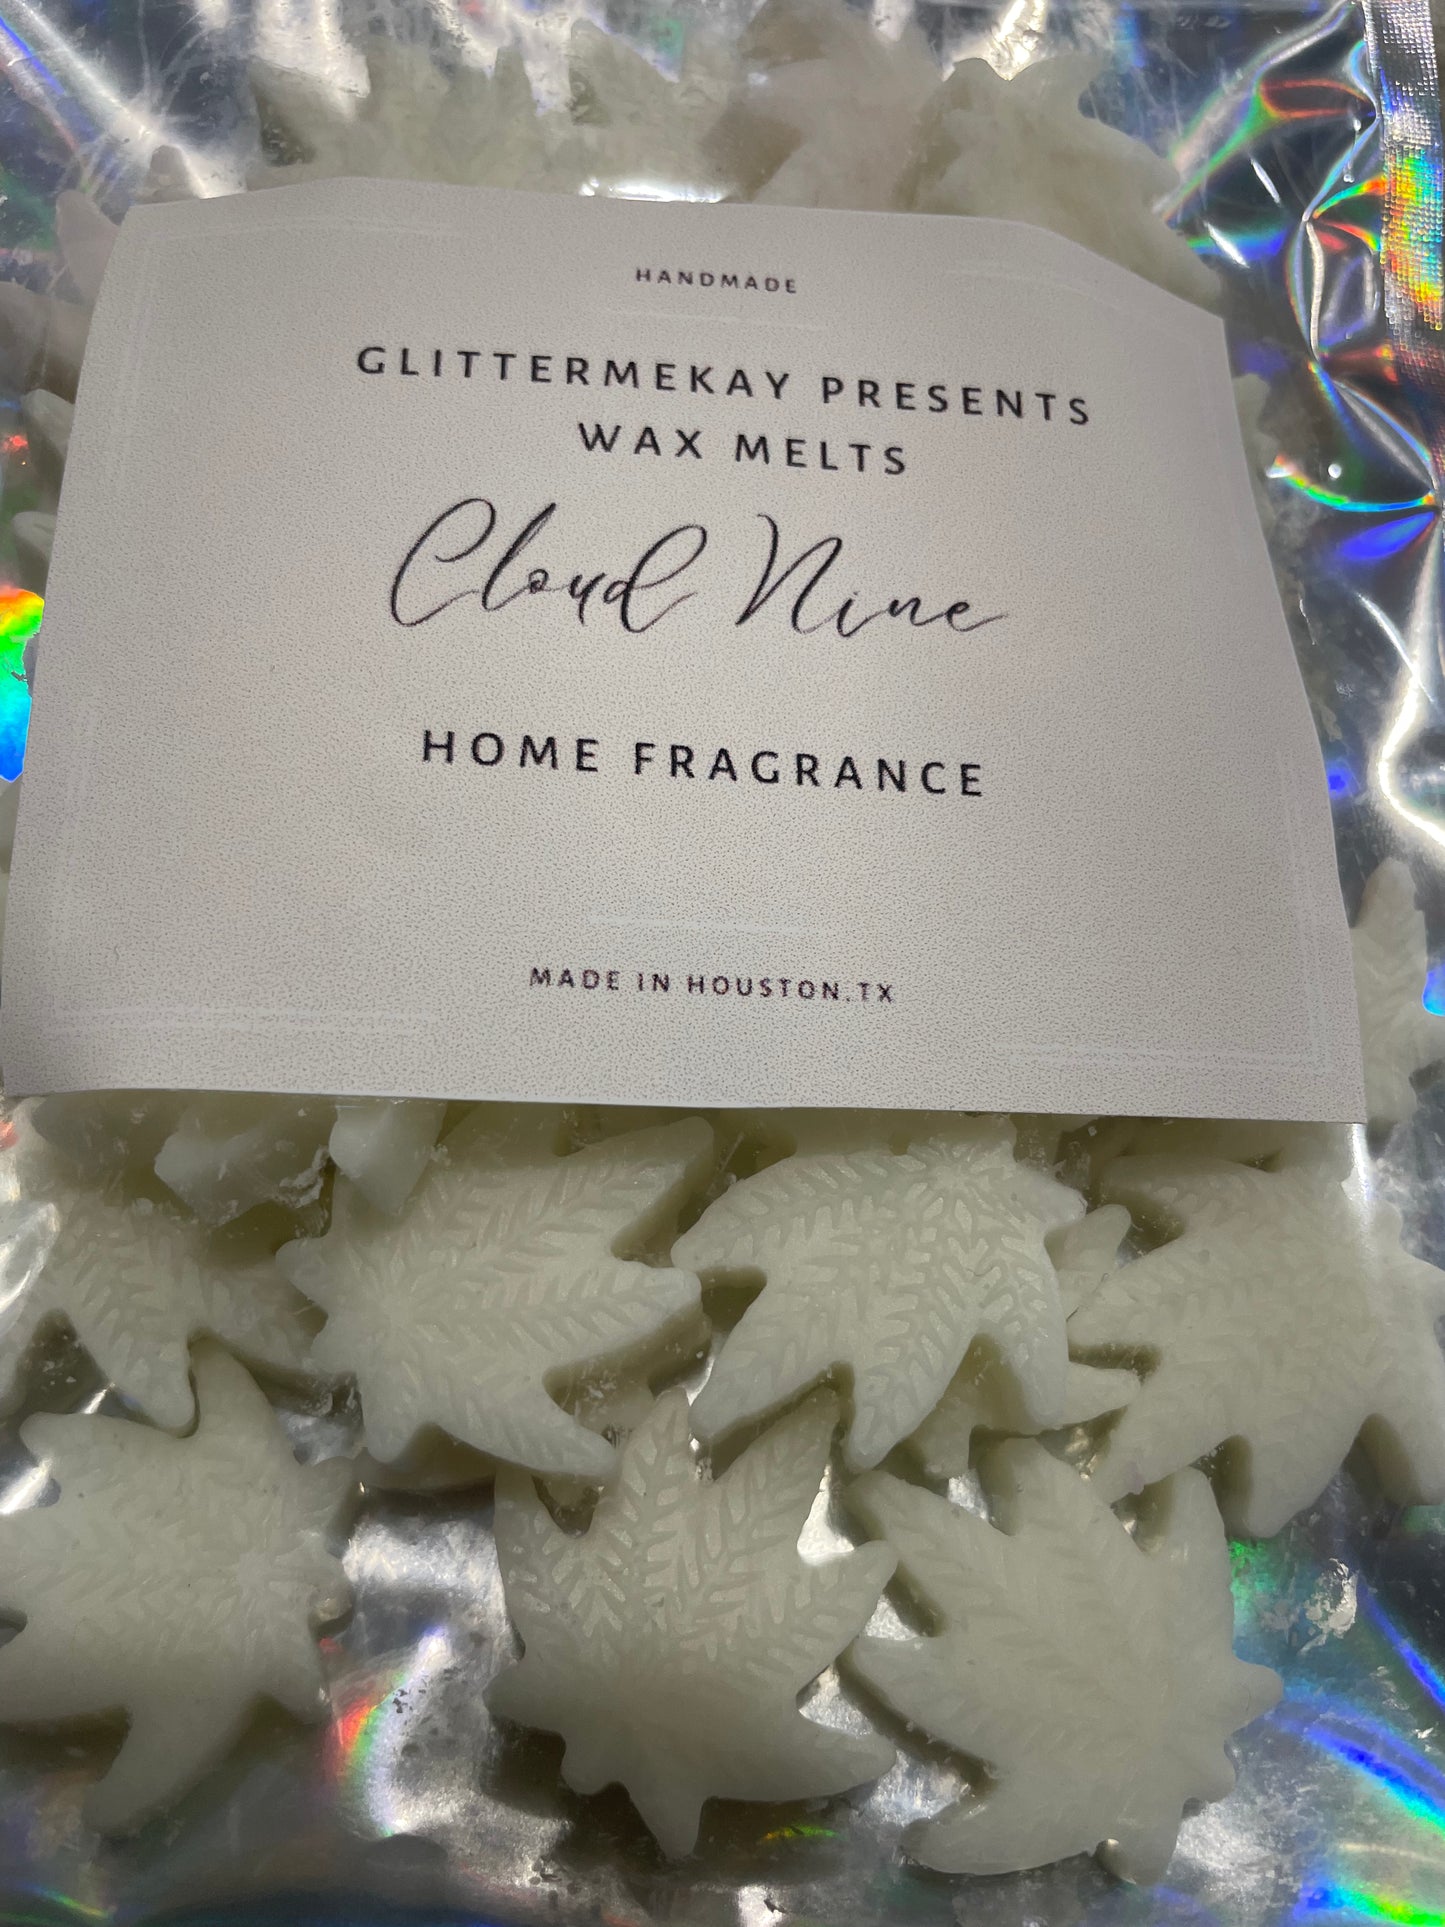 HANDMADE
GLITTERMEKAY PRESENTS
WAX MELTS
Cloud Nine
HOME FRAGRANCE
MADE IN HOUSTON.TX